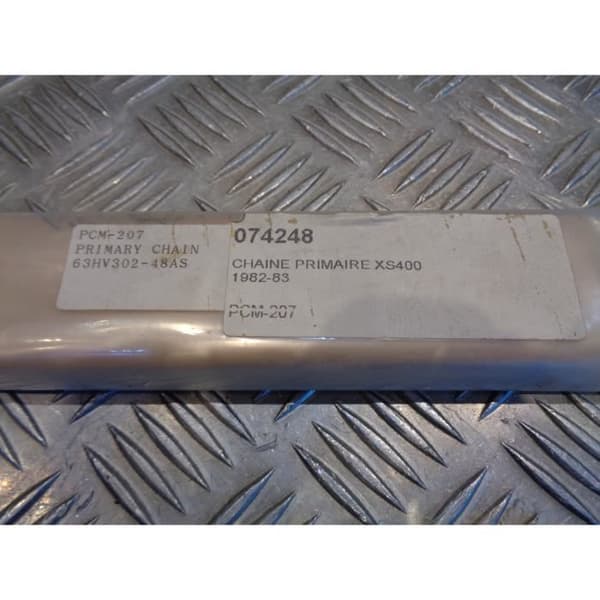 PCM-207
PRIMARY CHAIN
63HV302-48AS
074248
CHAINE PRIMAIRE XS400
1982-83
PCM-207